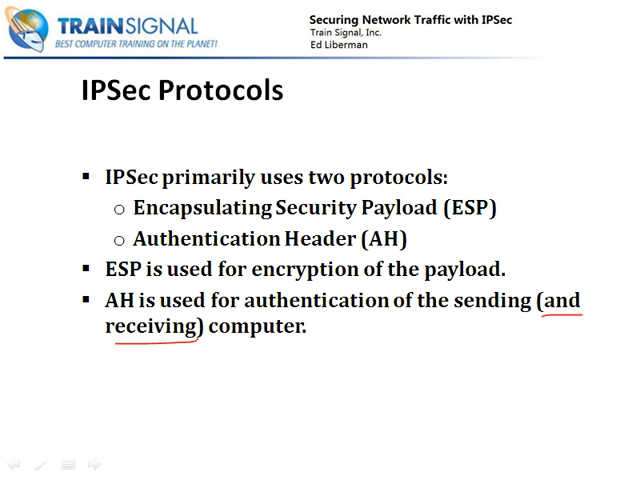 TRAINSIGNAL
BEST COMPUTER TRAINING ON THE PLANET!
Securing Network Traffic with IPSec
Train Signal, Inc.
Ed Liberman
IPSec Protocols
▪ IPSec primarily uses two protocols:
o Encapsulating Security Payload (ESP)
o Authentication Header (AH)
▪ ESP is used for encryption of the payload.
▪ AH is used for authentication of the sending (and
receiving) computer.